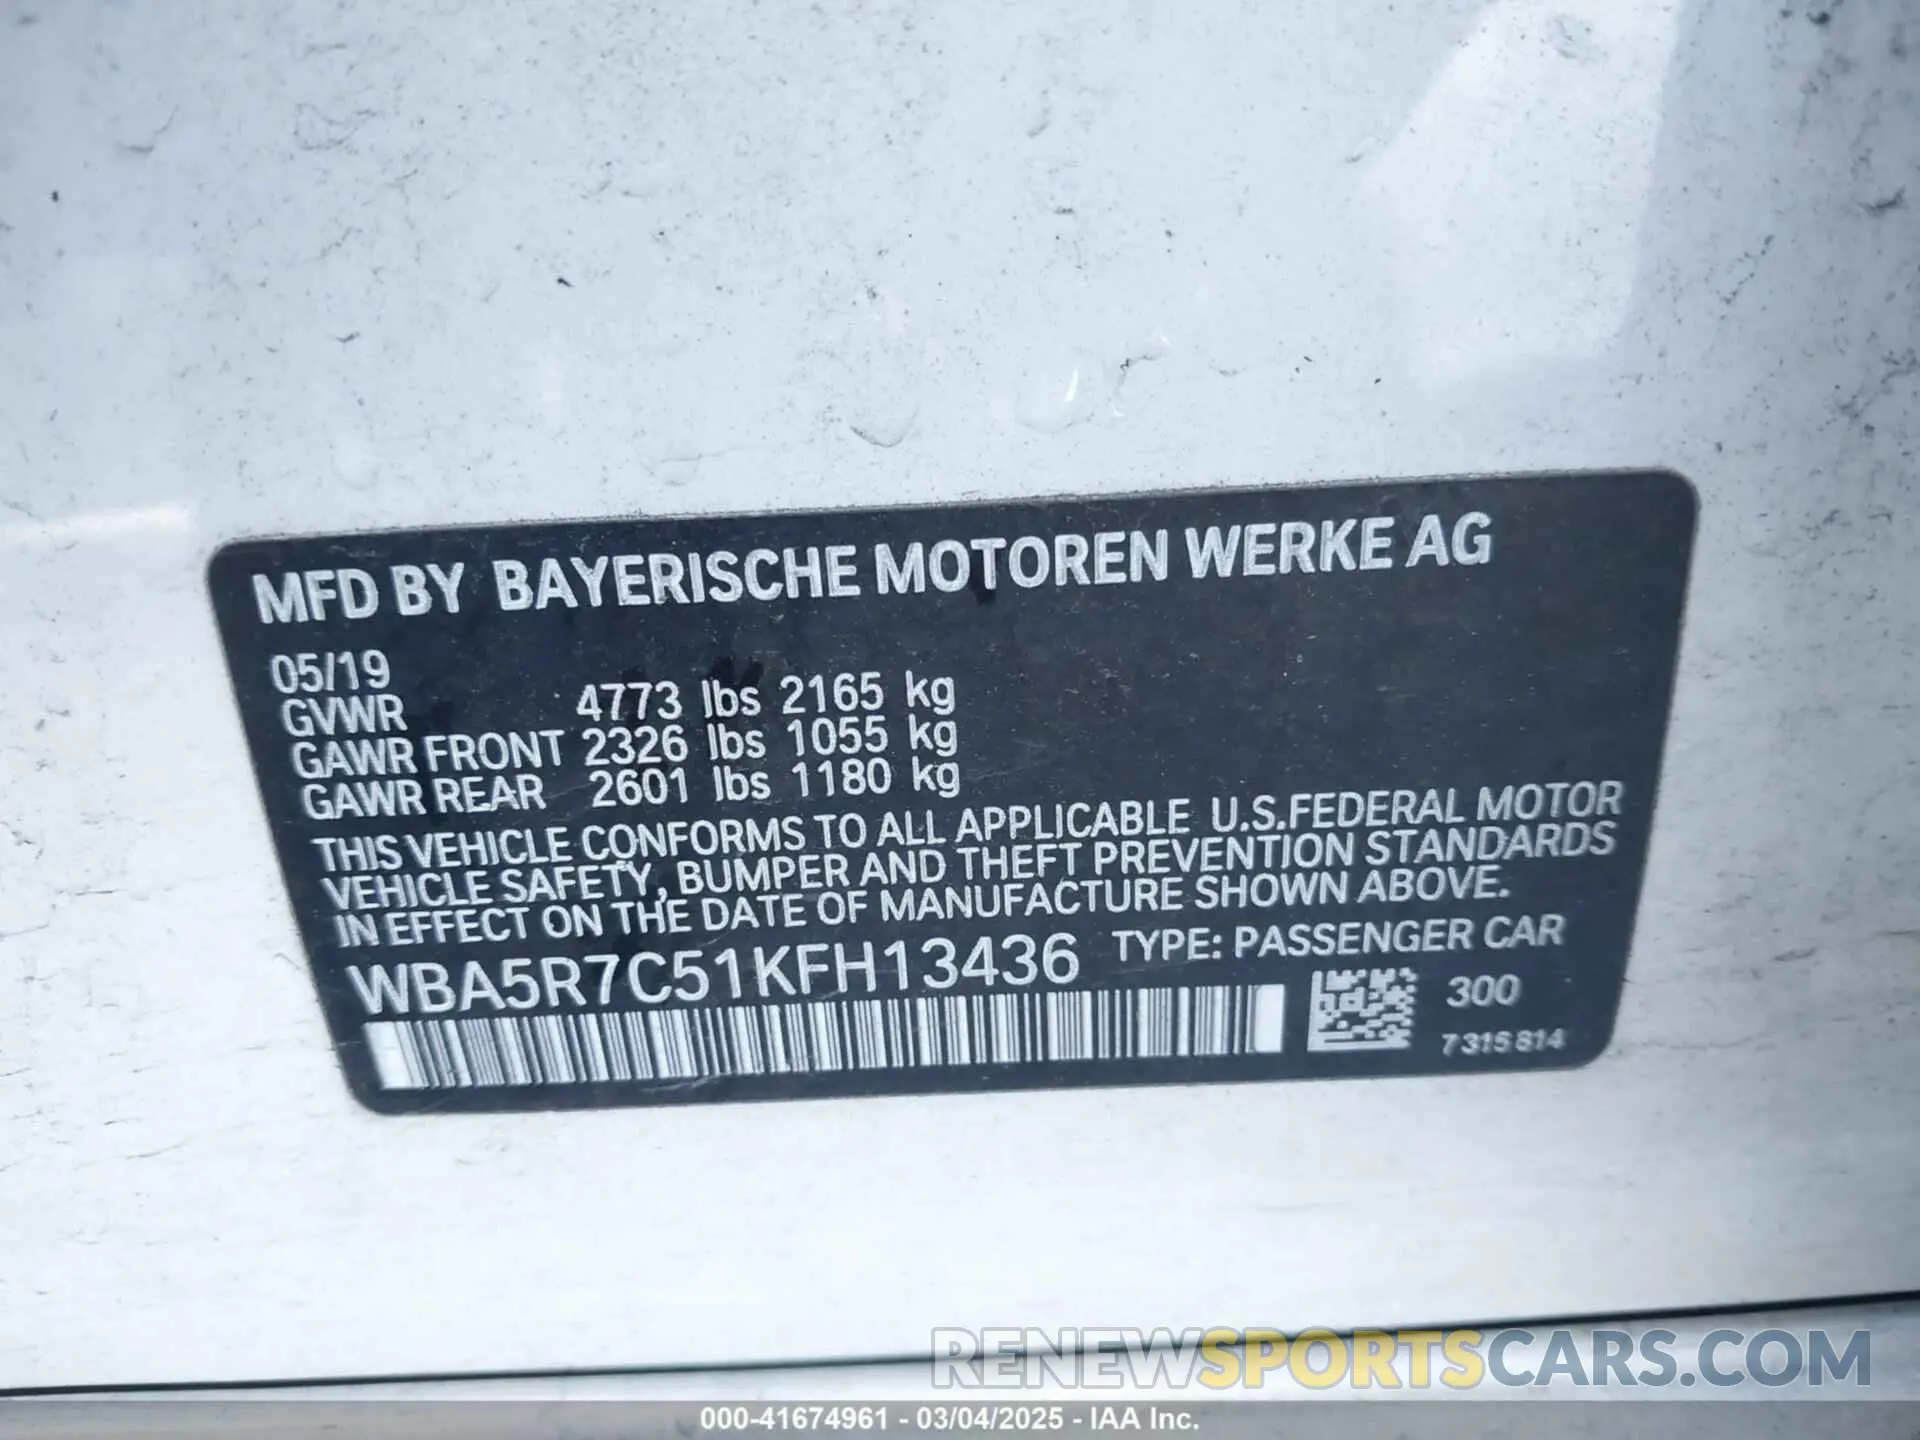 MFD BY BAYERISCHE MOTOREN WERKE AG
05/19
GVWR 4773 lbs 2165 kg
GAWR FRONT 2326 lbs 1055 kg
GAWR REAR 2601 lbs 1180 kg
THIS VEHICLE CONFORMS TO ALL APPLICABLE U.S.FEDERAL MOTOR
VEHICLE SAFETY, BUMPER AND THEFT PREVENTION STANDARDS
IN EFFECT ON THE DATE OF MANUFACTURE SHOWN ABOVE.
WBA5R7C51KFH13436 TYPE: PASSENGER CAR
300
7 315 814
RENEWSPORTSCARS.COM
000-41674961 - 03/04/2025 - IAA Inc.